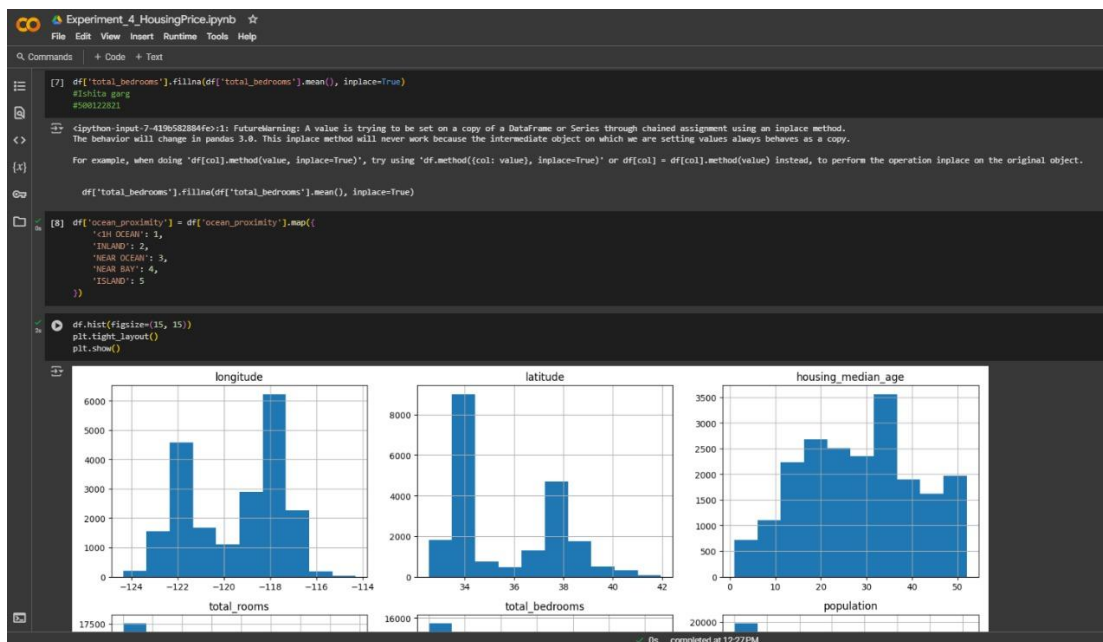 Experiment_4_HousingPrice.ipynb
File Edit View Insert Runtime Tools Help
Commands + Code + Text
[7] df['total_bedrooms'].fillna(df['total_bedrooms'].mean(), inplace=True)
#Ishita garg
#500122821
<ipython-input-7-419b582884fe>:1: FutureWarning: A value is trying to be set on a copy of a DataFrame or Series through chained assignment using an inplace method.
The behavior will change in pandas 3.0. This inplace method will never work because the intermediate object on which we are setting values always behaves as a copy.
For example, when doing 'df[col].method(value, inplace=True)', try using 'df.method({col: value}, inplace=True)' or df[col] = df[col].method(value) instead, to perform the operation inplace on the original object.
df['total_bedrooms'].fillna(df['total_bedrooms'].mean(), inplace=True)
{x}
0s
[8] df['ocean_proximity'] = df['ocean_proximity'].map({
'<1H OCEAN': 1,
'INLAND': 2,
'NEAR OCEAN': 3,
'NEAR BAY': 4,
'ISLAND': 5
})
3s
df.hist(figsize=(15, 15))
plt.tight_layout()
plt.show()
longitude
6000
5000
4000
3000
2000
1000
0
−124 −122 −120 −118 −116 −114
latitude
8000
6000
4000
2000
0
34 36 38 40 42
housing_median_age
3500
3000
2500
2000
1500
1000
500
0
0 10 20 30 40 50
total_rooms
17500
total_bedrooms
16000
population
20000
0s completed at 12:27 PM